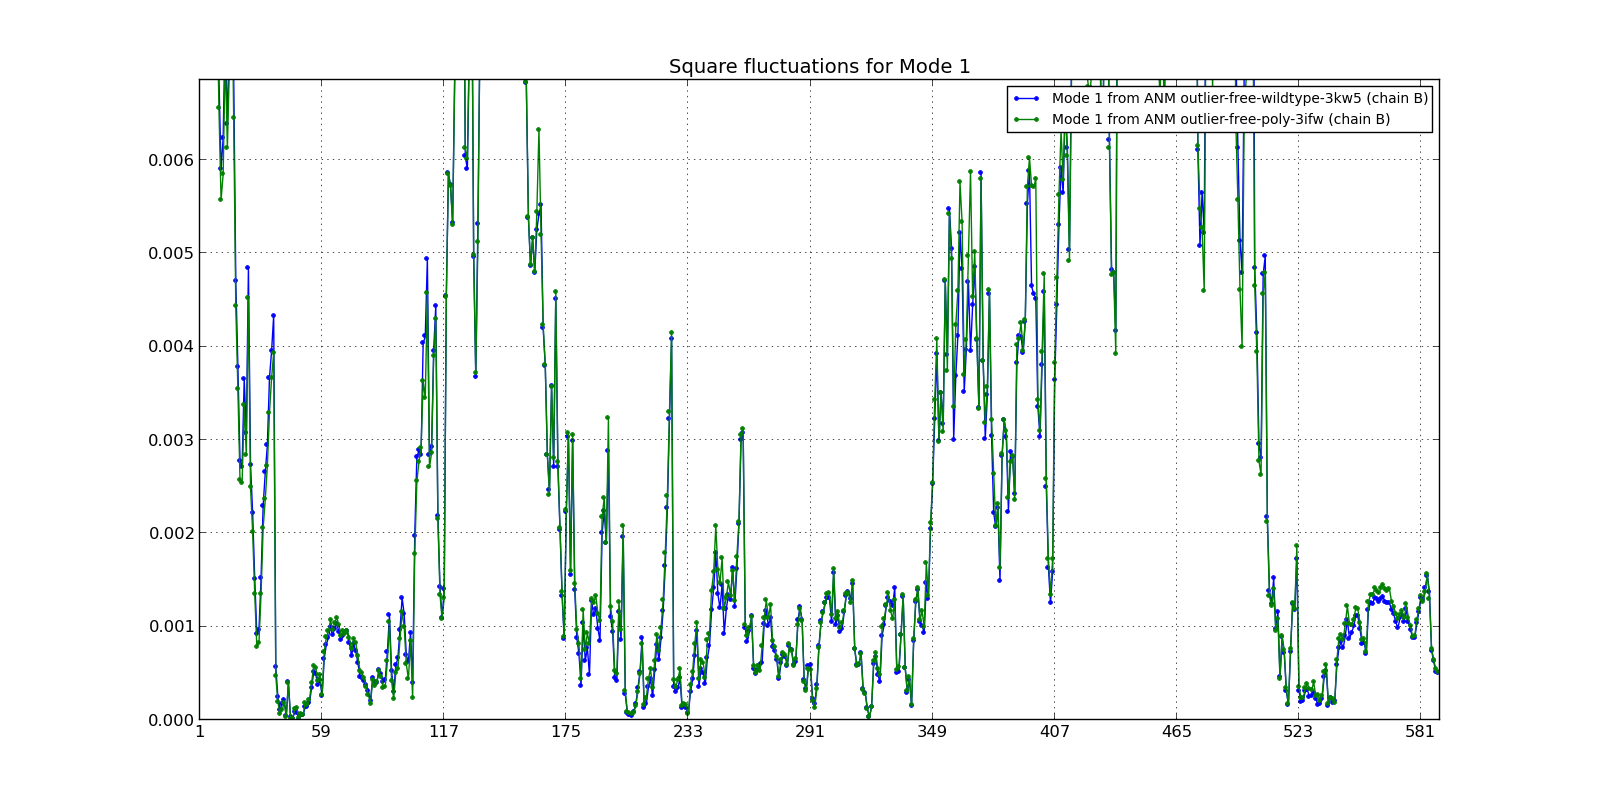 Square fluctuations for Mode 1
Mode 1 from ANM outlier-free-wildtype-3kw5 (chain B)
Mode 1 from ANM outlier-free-poly-3ifw (chain B)
0.006
0.005
0.004
0.003
0.002
0.001
0.000
1 59 117 175 233 291 349 407 465 523 581